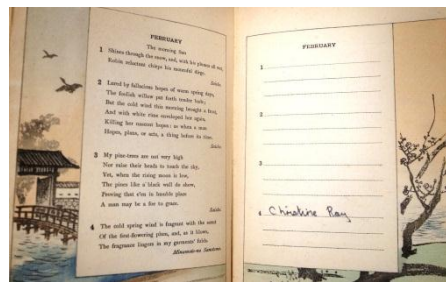 FEBRUARY
The morning Sun
1 Shines through the snow, and, with his plumes all wet,
Robin reluctant chirps his mournful dirge.
2 Lured by fallacious hopes of warm spring days,
The foolish willow put forth tender buds;
But the cold wind this morning brought a frost,
And with white rime enveloped her again,
Killing her nascent hopes: as when a man
Hopes, plans, or acts, a thing before its time.
3 My pine-trees are not very high
Nor raise their heads to touch the sky,
Yet, when the rising moon is low,
The pines like a black wall do show,
Proving that e'en in humble place
A man may be a foe to grace.
4 The cold spring wind is fragrant with the scent
Of the first-flowering plum, and, as it blows,
The fragrance lingers in my garments' folds.
FEBRUARY
1
2
3
Christine Ray